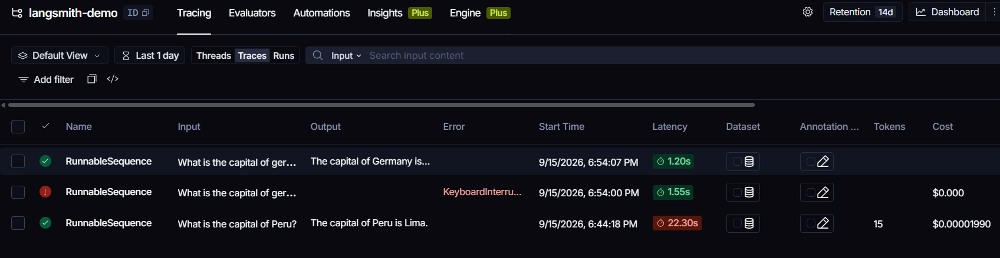 langsmith-demo ID Tracing Evaluators Automations Insights Plus Engine Plus Retention 14d Dashboard
Default View Last 1 day Threads Traces Runs Input Search input content
Add filter </>
Name Input Output Error Start Time Latency Dataset Annotation ... Tokens Cost
RunnableSequence What is the capital of ger... The capital of Germany is... 9/15/2026, 6:54:07 PM 1.20s
RunnableSequence What is the capital of ger... KeyboardInterru... 9/15/2026, 6:54:00 PM 1.55s $0.000
RunnableSequence What is the capital of Peru? The capital of Peru is Lima. 9/15/2026, 6:44:18 PM 22.30s 15 $0.00001990